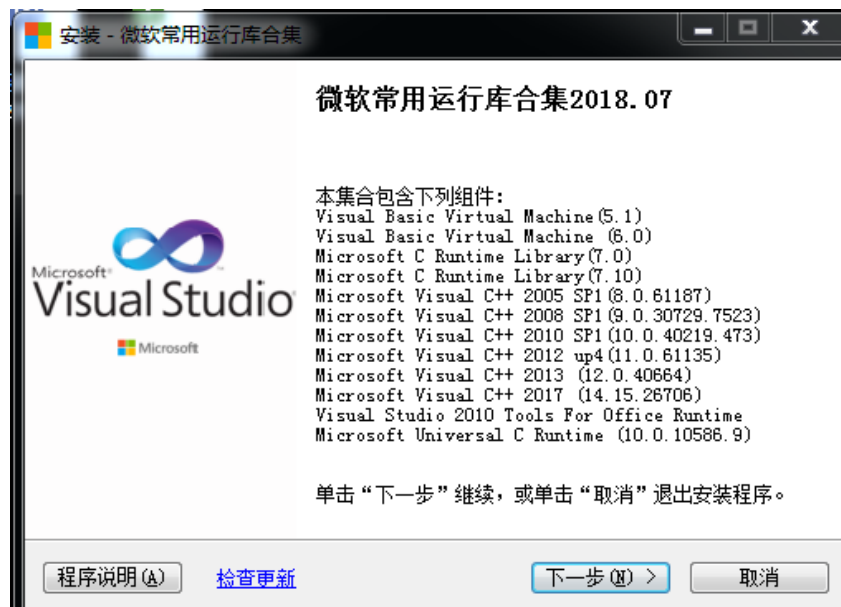 安装 - 微软常用运行库合集
微软常用运行库合集2018.07
本集合包含下列组件:
Visual Basic Virtual Machine(5.1)
Visual Basic Virtual Machine (6.0)
Microsoft C Runtime Library(7.0)
Microsoft C Runtime Library(7.10)
Microsoft Visual C++ 2005 SP1(8.0.61187)
Microsoft Visual C++ 2008 SP1(9.0.30729.7523)
Microsoft Visual C++ 2010 SP1(10.0.40219.473)
Microsoft Visual C++ 2012 up4(11.0.61135)
Microsoft Visual C++ 2013 (12.0.40664)
Microsoft Visual C++ 2017 (14.15.26706)
Visual Studio 2010 Tools For Office Runtime
Microsoft Universal C Runtime (10.0.10586.9)
单击“下一步”继续，或单击“取消”退出安装程序。
Microsoft
Visual Studio
Microsoft
程序说明(A)
检查更新
下一步(N) >
取消